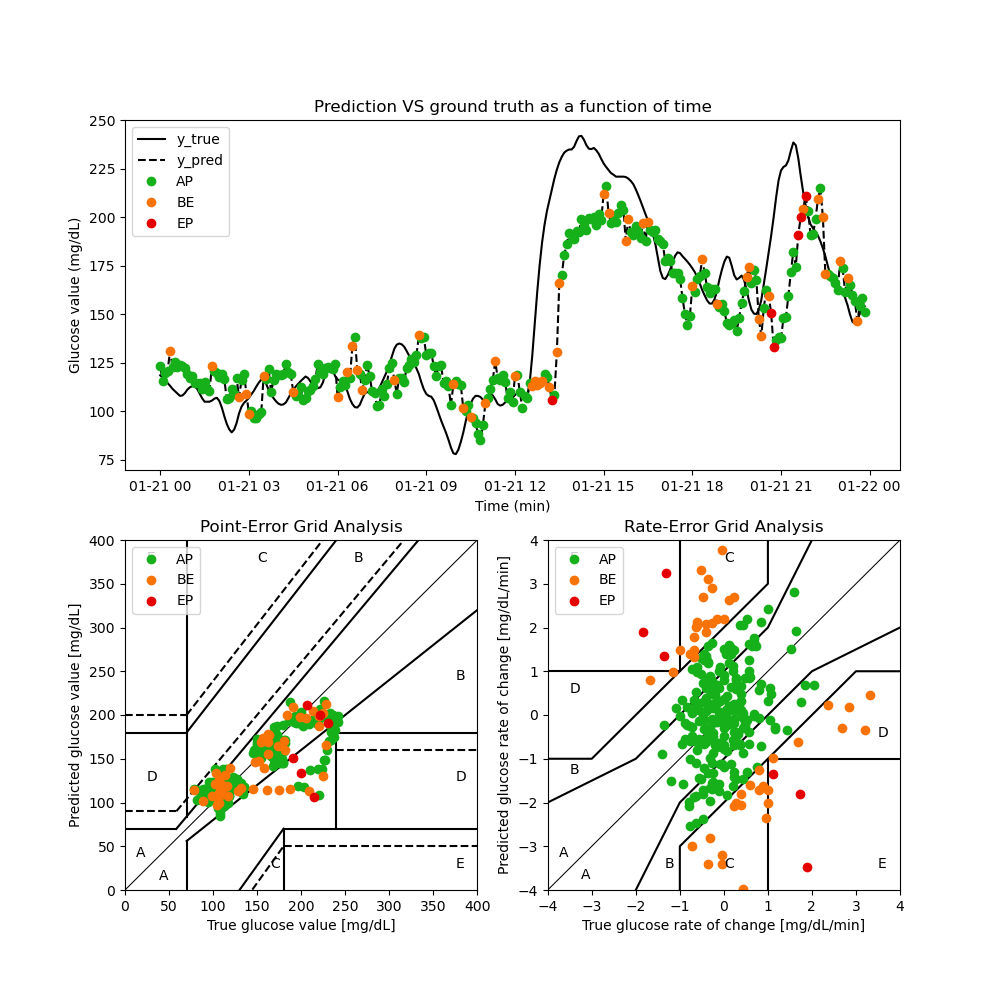 Prediction VS ground truth as a function of time
Glucose value (mg/dL)
250
225
200
175
150
125
100
75
y_true
y_pred
AP
BE
EP
01-21 00 01-21 03 01-21 06 01-21 09 01-21 12 01-21 15 01-21 18 01-21 21 01-22 00
Time (min)
Point-Error Grid Analysis
Predicted glucose value [mg/dL]
400
350
300
250
200
150
100
50
0
AP
BE
EP
C
B
B
D
D
A
A
C
E
0 50 100 150 200 250 300 350 400
True glucose value [mg/dL]
Rate-Error Grid Analysis
Predicted glucose rate of change [mg/dL/min]
4
3
2
1
0
−1
−2
−3
−4
AP
BE
EP
C
D
D
B
A
A
B
C
E
−4 −3 −2 −1 0 1 2 3 4
True glucose rate of change [mg/dL/min]